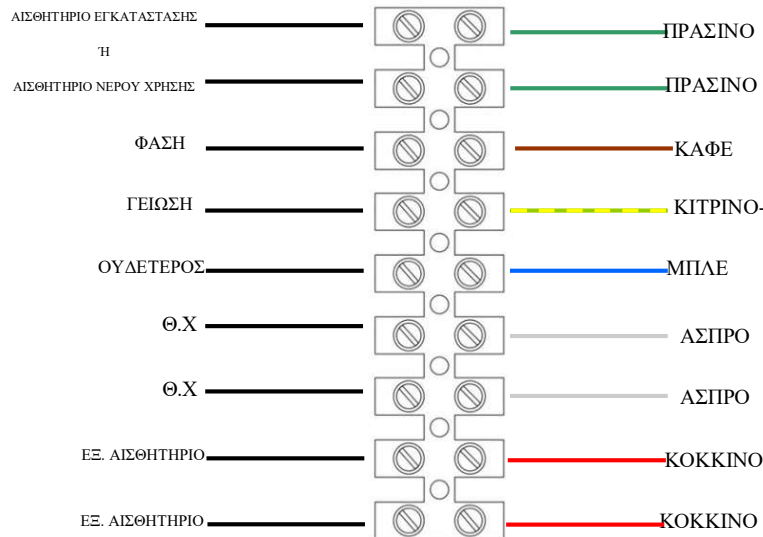 ΑΙΣΘΗΤΗΡΙΟ ΕΓΚΑΤΑΣΤΑΣΗΣ
Ή
ΑΙΣΘΗΤΗΡΙΟ ΝΕΡΟΥ ΧΡΗΣΗΣ
ΠΡΑΣΙΝΟ
ΠΡΑΣΙΝΟ
ΦΑΣΗ
ΚΑΦΕ
ΓΕΙΩΣΗ
ΚΙΤΡΙΝΟ-
ΟΥΔΕΤΕΡΟΣ
ΜΠΛΕ
Θ.Χ
ΑΣΠΡΟ
Θ.Χ
ΑΣΠΡΟ
ΕΞ. ΑΙΣΘΗΤΗΡΙΟ
ΚΟΚΚΙΝΟ
ΕΞ. ΑΙΣΘΗΤΗΡΙΟ
ΚΟΚΚΙΝΟ